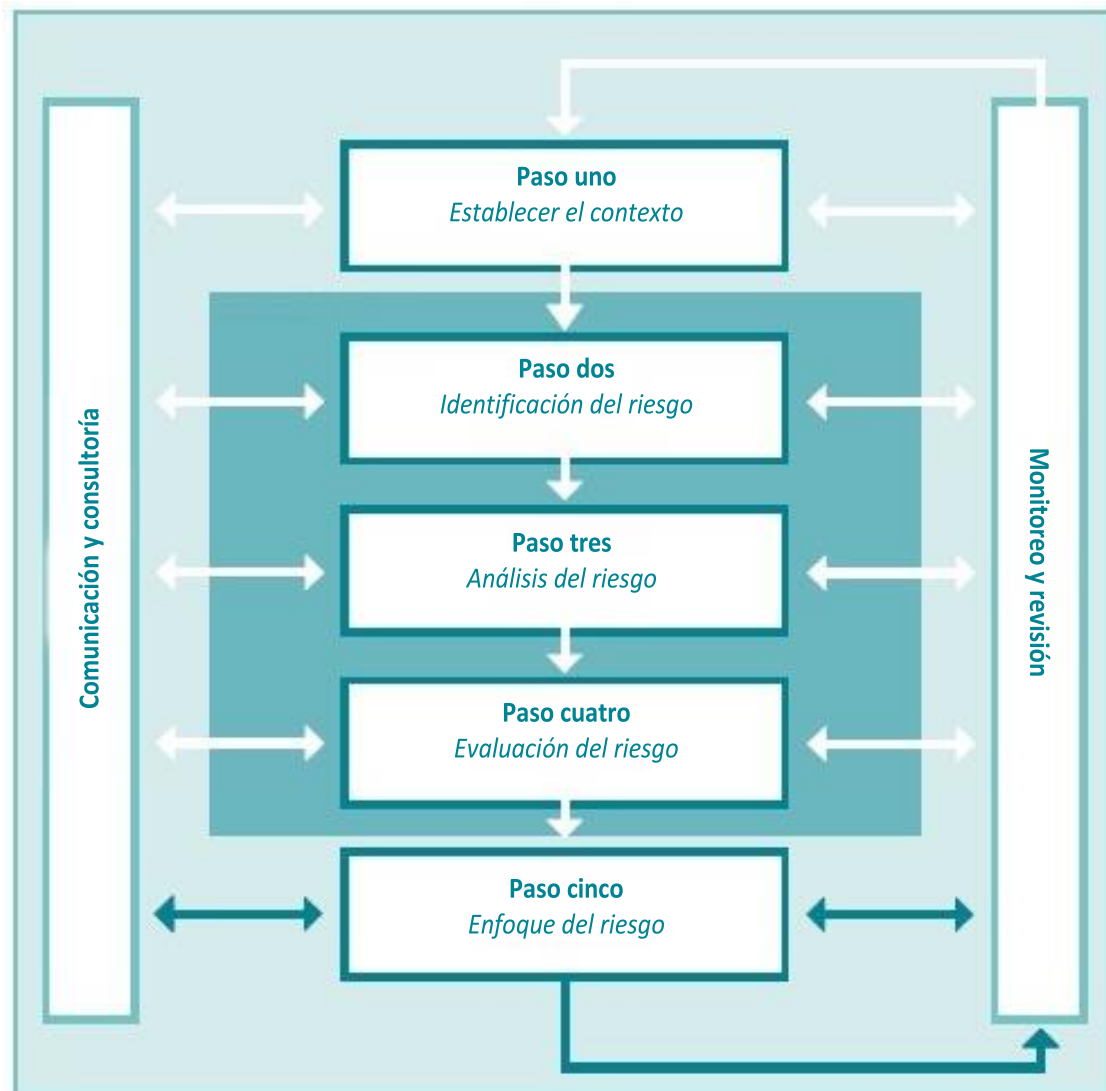 Comunicación y consultoría
Paso uno
Establecer el contexto
Paso dos
Identificación del riesgo
Paso tres
Análisis del riesgo
Paso cuatro
Evaluación del riesgo
Paso cinco
Enfoque del riesgo
Monitoreo y revisión